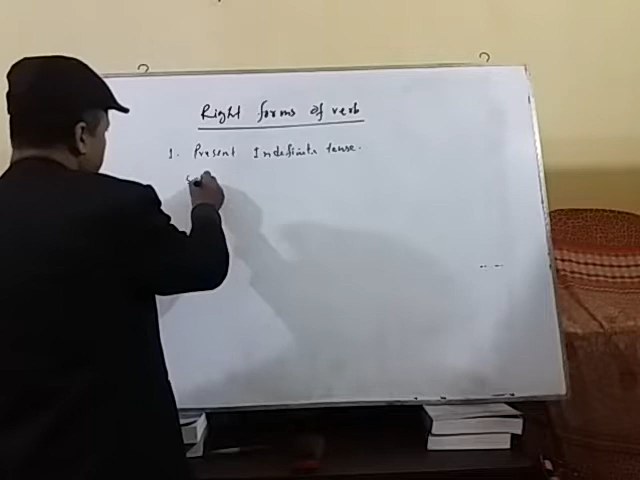 Right forms of verb
1. Present Indefinite tense.